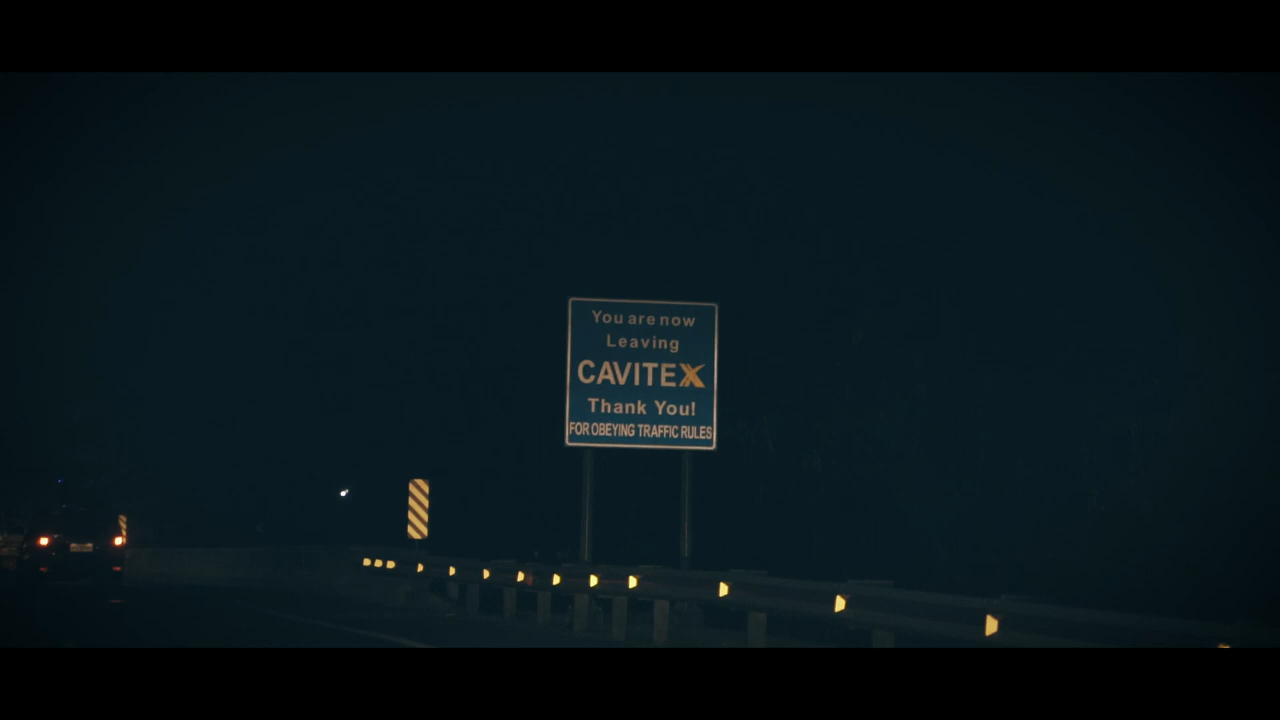 You are now
Leaving
CAVITEX
Thank You!
FOR OBEYING TRAFFIC RULES